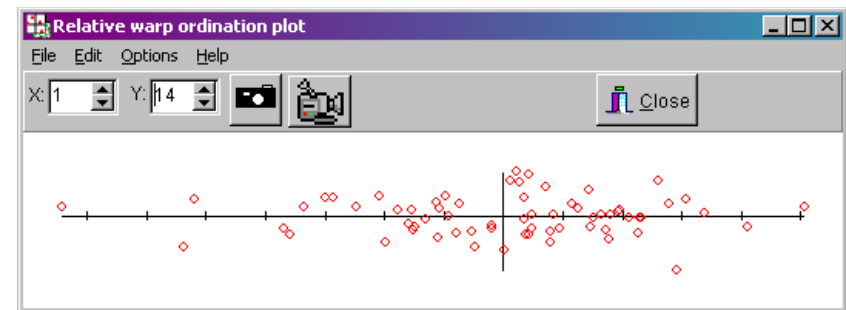 Relative warp ordination plot
File Edit Options Help
X: 1 Y: 14 Close